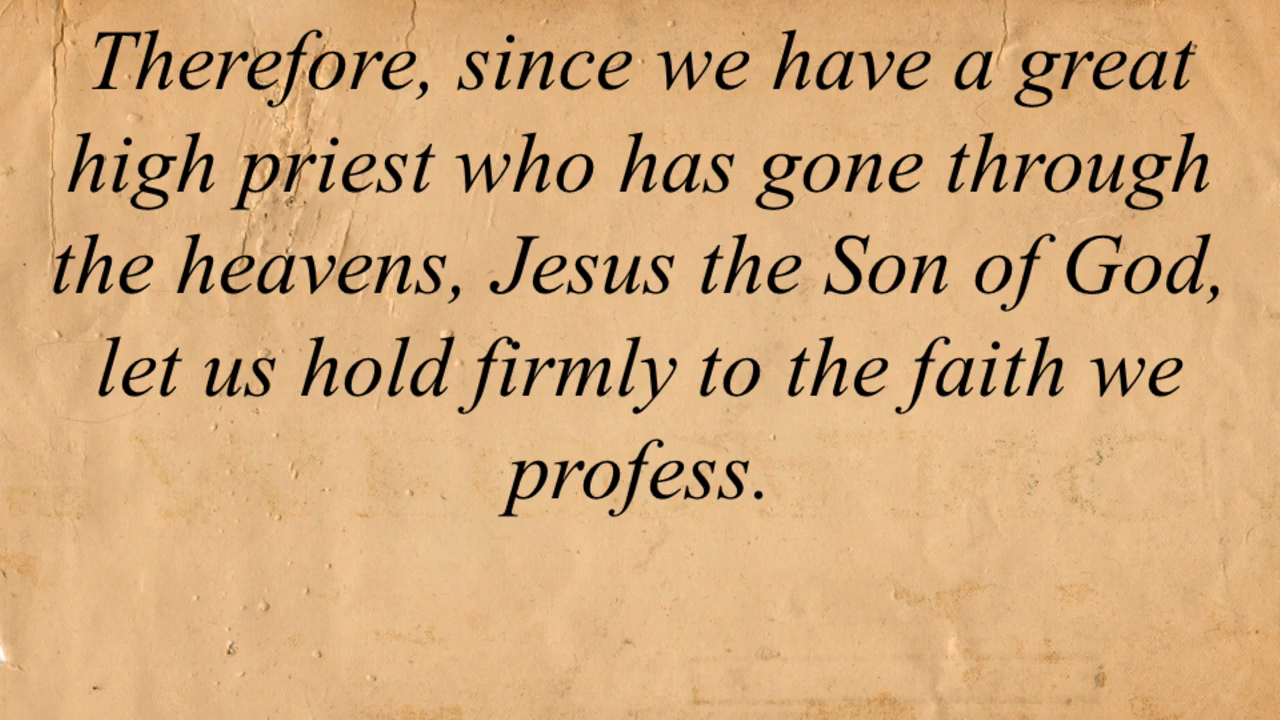 Therefore, since we have a great
high priest who has gone through
the heavens, Jesus the Son of God,
let us hold firmly to the faith we
profess.